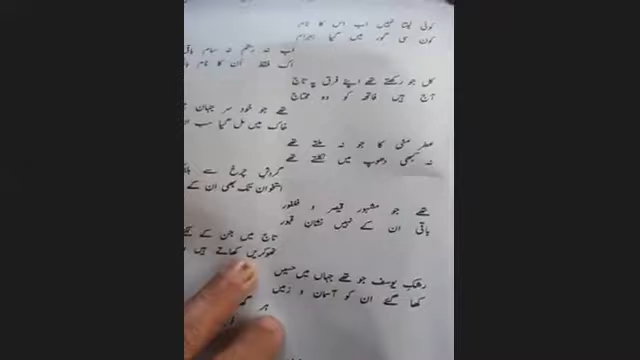 کوئی لیتا نہیں اب اس کا نام
کون سی گور میں گیا بہرام
اب نہ رستم نہ سام باقی
اک فقط ان کا نام
کل جو رکھتے تھے اپنے فرق پہ تاج
آج ہیں فاتحہ کو وہ محتاج
تھے جو خود سر جہان میں
خاک میں مل گیا سب
عطر مٹی کا جو نہ ملتے تھے
نہ کبھی دھوپ میں نکلتے تھے
گردش چرخ سے
استخوان تک بھی ان کے
تھے جو مشہور قیصر و فغفور
باقی ان کے نہیں نشان قبور
تاج میں جن کے
ٹھوکریں کھاتے ہیں
رشک یوسف جو تھے جہاں میں حسیں
کھا گئے ان کو آسمان و زمیں
ہر